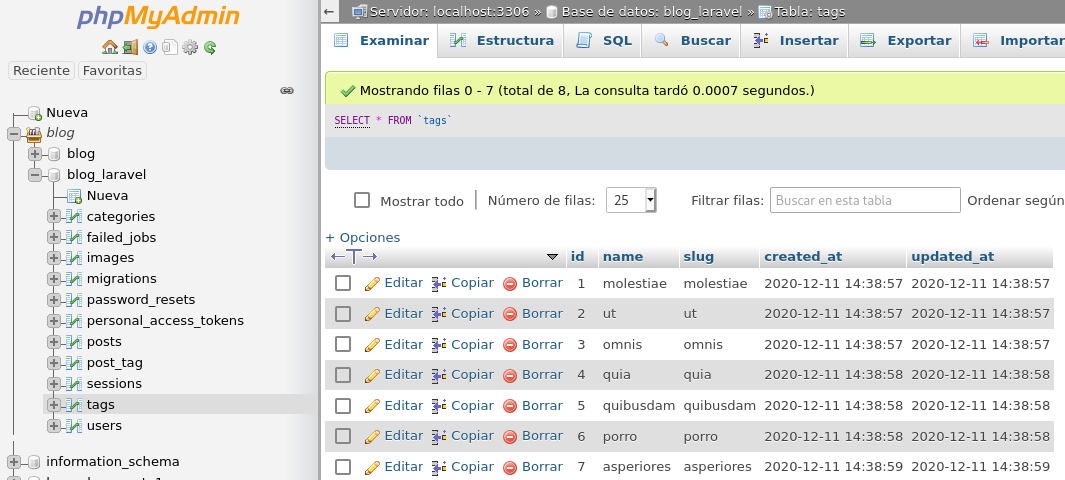 phpMyAdmin
Reciente Favoritas
Nueva
blog
blog
blog_laravel
Nueva
categories
failed_jobs
images
migrations
password_resets
personal_access_tokens
posts
post_tag
sessions
tags
users
information_schema
← Servidor: localhost:3306 » Base de datos: blog_laravel » Tabla: tags
Examinar Estructura SQL Buscar Insertar Exportar Importar
Mostrando filas 0 - 7 (total de 8, La consulta tardó 0.0007 segundos.)
SELECT * FROM `tags`
Mostrar todo | Número de filas: 25 Filtrar filas: Buscar en esta tabla Ordenar según
+ Opciones
←T→ id name slug created_at updated_at
Editar Copiar Borrar 1 molestiae molestiae 2020-12-11 14:38:57 2020-12-11 14:38:57
Editar Copiar Borrar 2 ut ut 2020-12-11 14:38:57 2020-12-11 14:38:57
Editar Copiar Borrar 3 omnis omnis 2020-12-11 14:38:57 2020-12-11 14:38:57
Editar Copiar Borrar 4 quia quia 2020-12-11 14:38:58 2020-12-11 14:38:58
Editar Copiar Borrar 5 quibusdam quibusdam 2020-12-11 14:38:58 2020-12-11 14:38:58
Editar Copiar Borrar 6 porro porro 2020-12-11 14:38:58 2020-12-11 14:38:58
Editar Copiar Borrar 7 asperiores asperiores 2020-12-11 14:38:59 2020-12-11 14:38:59